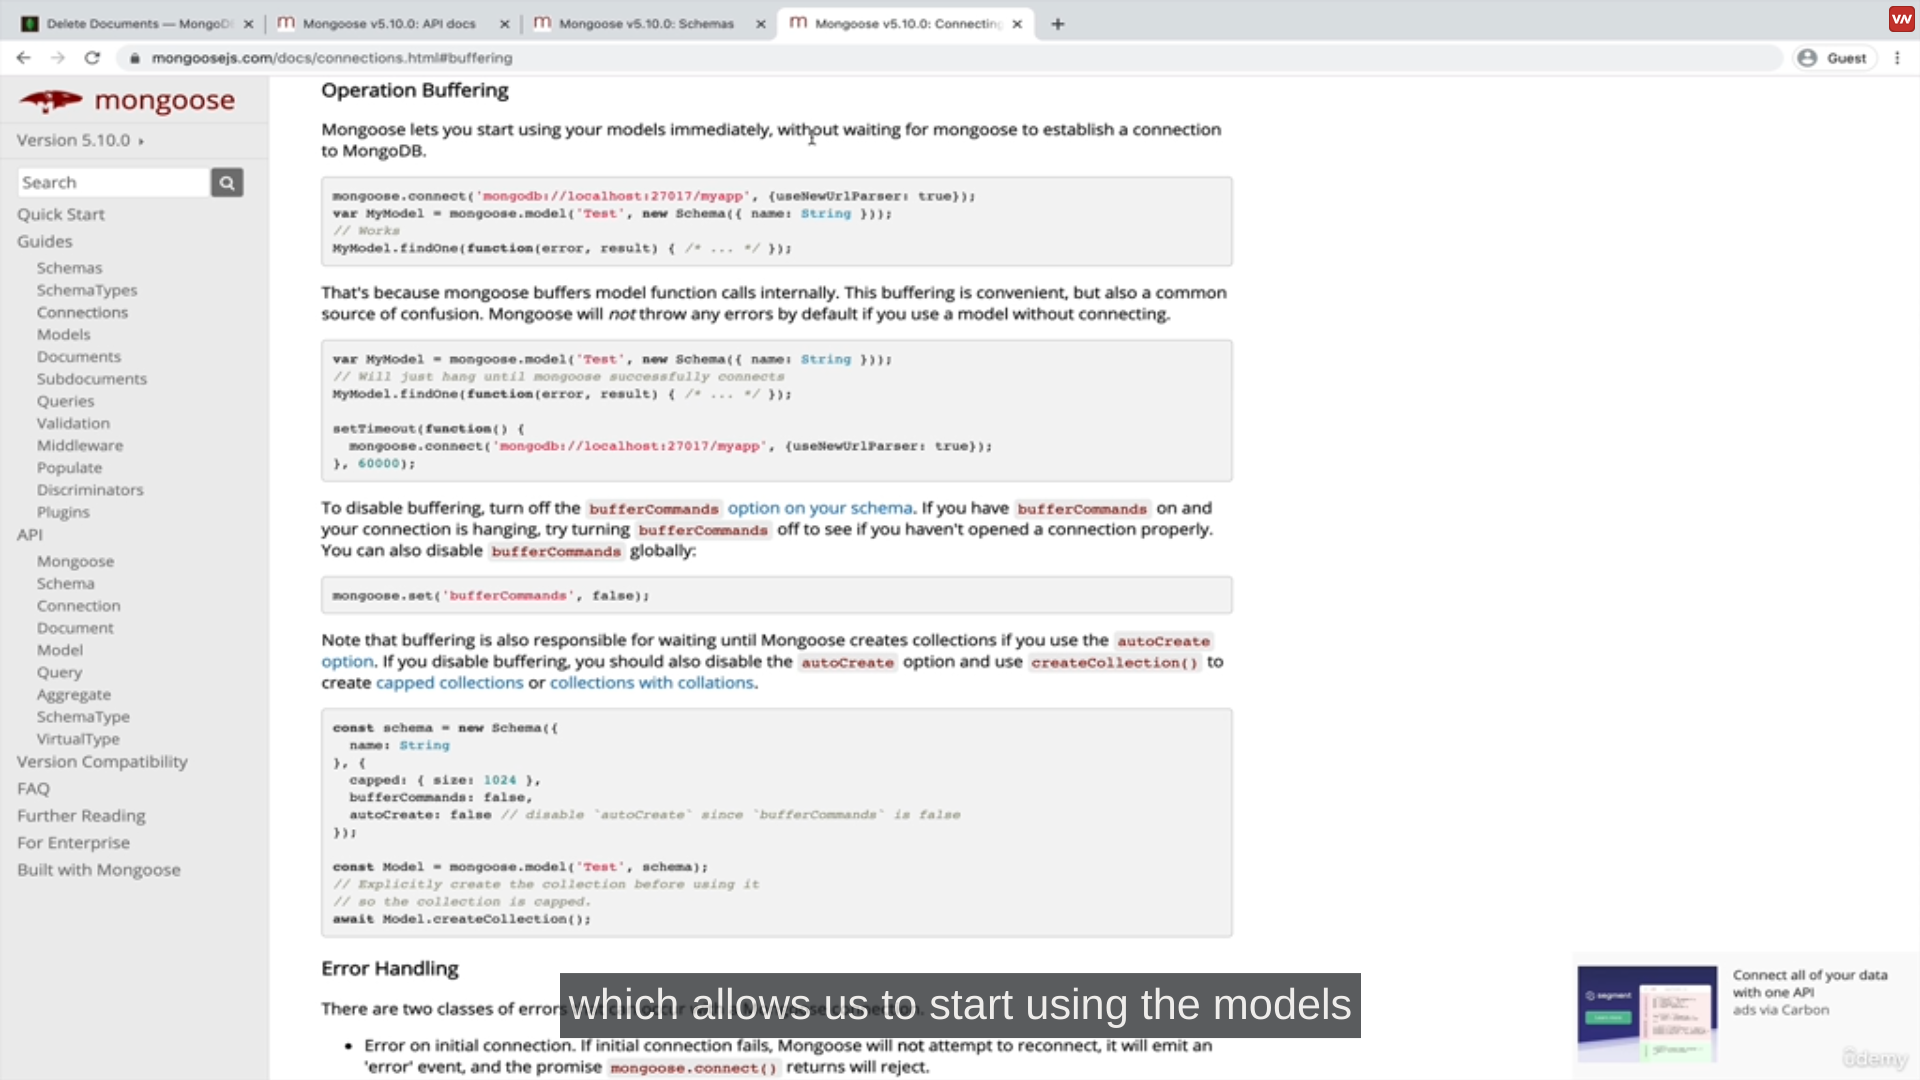 Delete Documents — MongoD
Mongoose v5.10.0: API docs
Mongoose v5.10.0: Schemas
Mongoose v5.10.0: Connecting
mongoosejs.com/docs/connections.html#buffering
Guest
mongoose
Version 5.10.0
Search
Quick Start
Guides
Schemas
SchemaTypes
Connections
Models
Documents
Subdocuments
Queries
Validation
Middleware
Populate
Discriminators
Plugins
API
Mongoose
Schema
Connection
Document
Model
Query
Aggregate
SchemaType
VirtualType
Version Compatibility
FAQ
Further Reading
For Enterprise
Built with Mongoose
Operation Buffering
Mongoose lets you start using your models immediately, without waiting for mongoose to establish a connection
to MongoDB.
mongoose.connect('mongodb://localhost:27017/myapp', {useNewUrlParser: true});
var MyModel = mongoose.model('Test', new Schema({ name: String }));
// Works
MyModel.findOne(function(error, result) { /* ... */ });
That's because mongoose buffers model function calls internally. This buffering is convenient, but also a common
source of confusion. Mongoose will not throw any errors by default if you use a model without connecting.
var MyModel = mongoose.model('Test', new Schema({ name: String }));
// Will just hang until mongoose successfully connects
MyModel.findOne(function(error, result) { /* ... */ });
setTimeout(function() {
mongoose.connect('mongodb://localhost:27017/myapp', {useNewUrlParser: true});
}, 60000);
To disable buffering, turn off the bufferCommands option on your schema. If you have bufferCommands on and
your connection is hanging, try turning bufferCommands off to see if you haven't opened a connection properly.
You can also disable bufferCommands globally:
mongoose.set('bufferCommands', false);
Note that buffering is also responsible for waiting until Mongoose creates collections if you use the autoCreate
option. If you disable buffering, you should also disable the autoCreate option and use createCollection() to
create capped collections or collections with collations.
const schema = new Schema({
name: String
}, {
capped: { size: 1024 },
bufferCommands: false,
autoCreate: false // disable `autoCreate` since `bufferCommands` is false
});
const Model = mongoose.model('Test', schema);
// Explicitly create the collection before using it
// so the collection is capped.
await Model.createCollection();
Error Handling
There are two classes of errors
which allows us to start using the models
Error on initial connection. If initial connection fails, Mongoose will not attempt to reconnect, it will emit an
'error' event, and the promise mongoose.connect() returns will reject.
segment
Connect all of your data
with one API
ads via Carbon
ûdemy